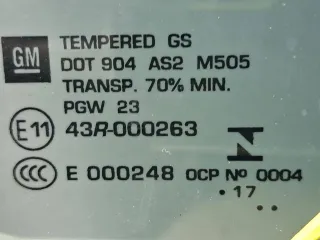 GM
TEMPERED GS
DOT 904 AS2 M505
TRANSP. 70% MIN.
PGW 23
E11 43R-000263
N
CCC E 000248 OCP Nº 0004
• 17 • •